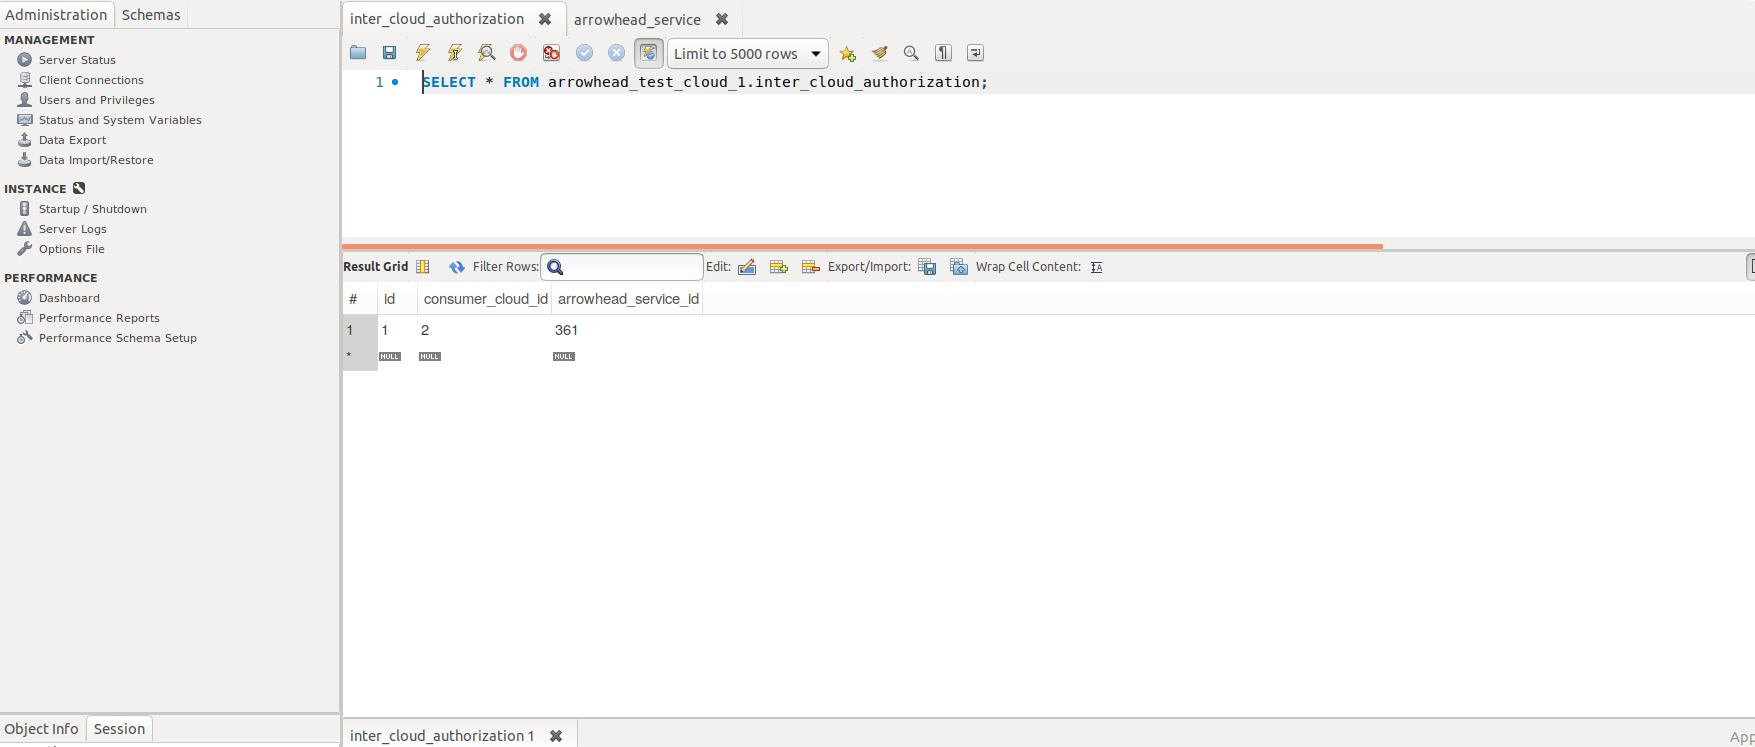 Administration Schemas
MANAGEMENT
Server Status
Client Connections
Users and Privileges
Status and System Variables
Data Export
Data Import/Restore
INSTANCE
Startup / Shutdown
Server Logs
Options File
PERFORMANCE
Dashboard
Performance Reports
Performance Schema Setup
Object Info Session
inter_cloud_authorization arrowhead_service
Limit to 5000 rows
1 SELECT * FROM arrowhead_test_cloud_1.inter_cloud_authorization;
Result Grid Filter Rows: Edit: Export/Import: Wrap Cell Content:
# id consumer_cloud_id arrowhead_service_id
1 1 2 361
* NULL NULL NULL
inter_cloud_authorization 1
App